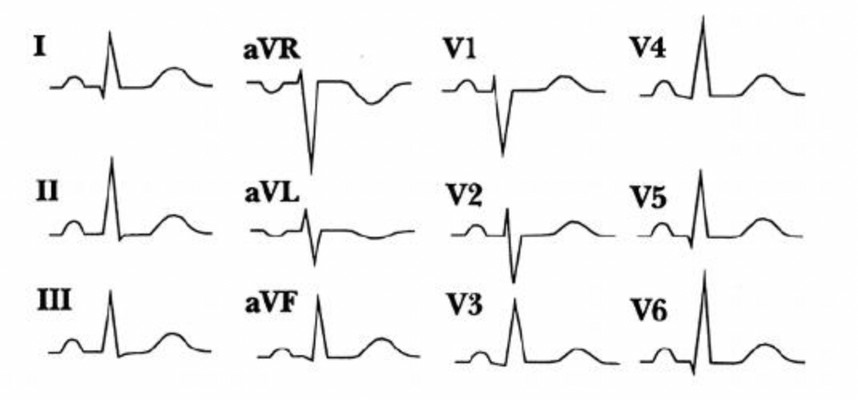 I aVR V1 V4
II aVL V2 V5
III aVF V3 V6